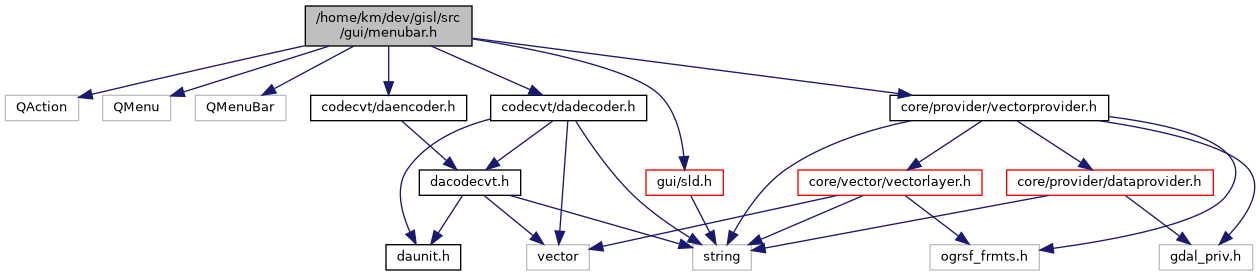 /home/km/dev/gisl/src
/gui/menubar.h
QAction
QMenu
QMenuBar
codecvt/daencoder.h
codecvt/dadecoder.h
core/provider/vectorprovider.h
dacodecvt.h
gui/sld.h
core/vector/vectorlayer.h
core/provider/dataprovider.h
daunit.h
vector
string
ogrsf_frmts.h
gdal_priv.h